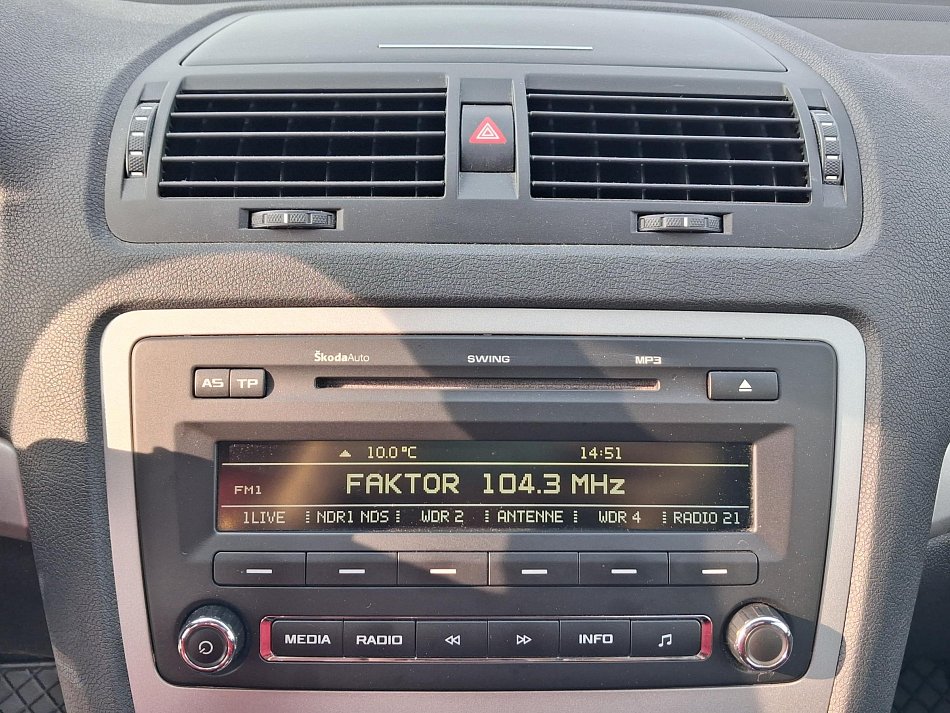 ŠkodaAuto SWING MP3
AS TP
10.0°C 14:51
FM1 FAKTOR 104.3 MHz
1LIVE NDR1 NDS WDR 2 ANTENNE WDR 4 RADIO 21
MEDIA RADIO INFO